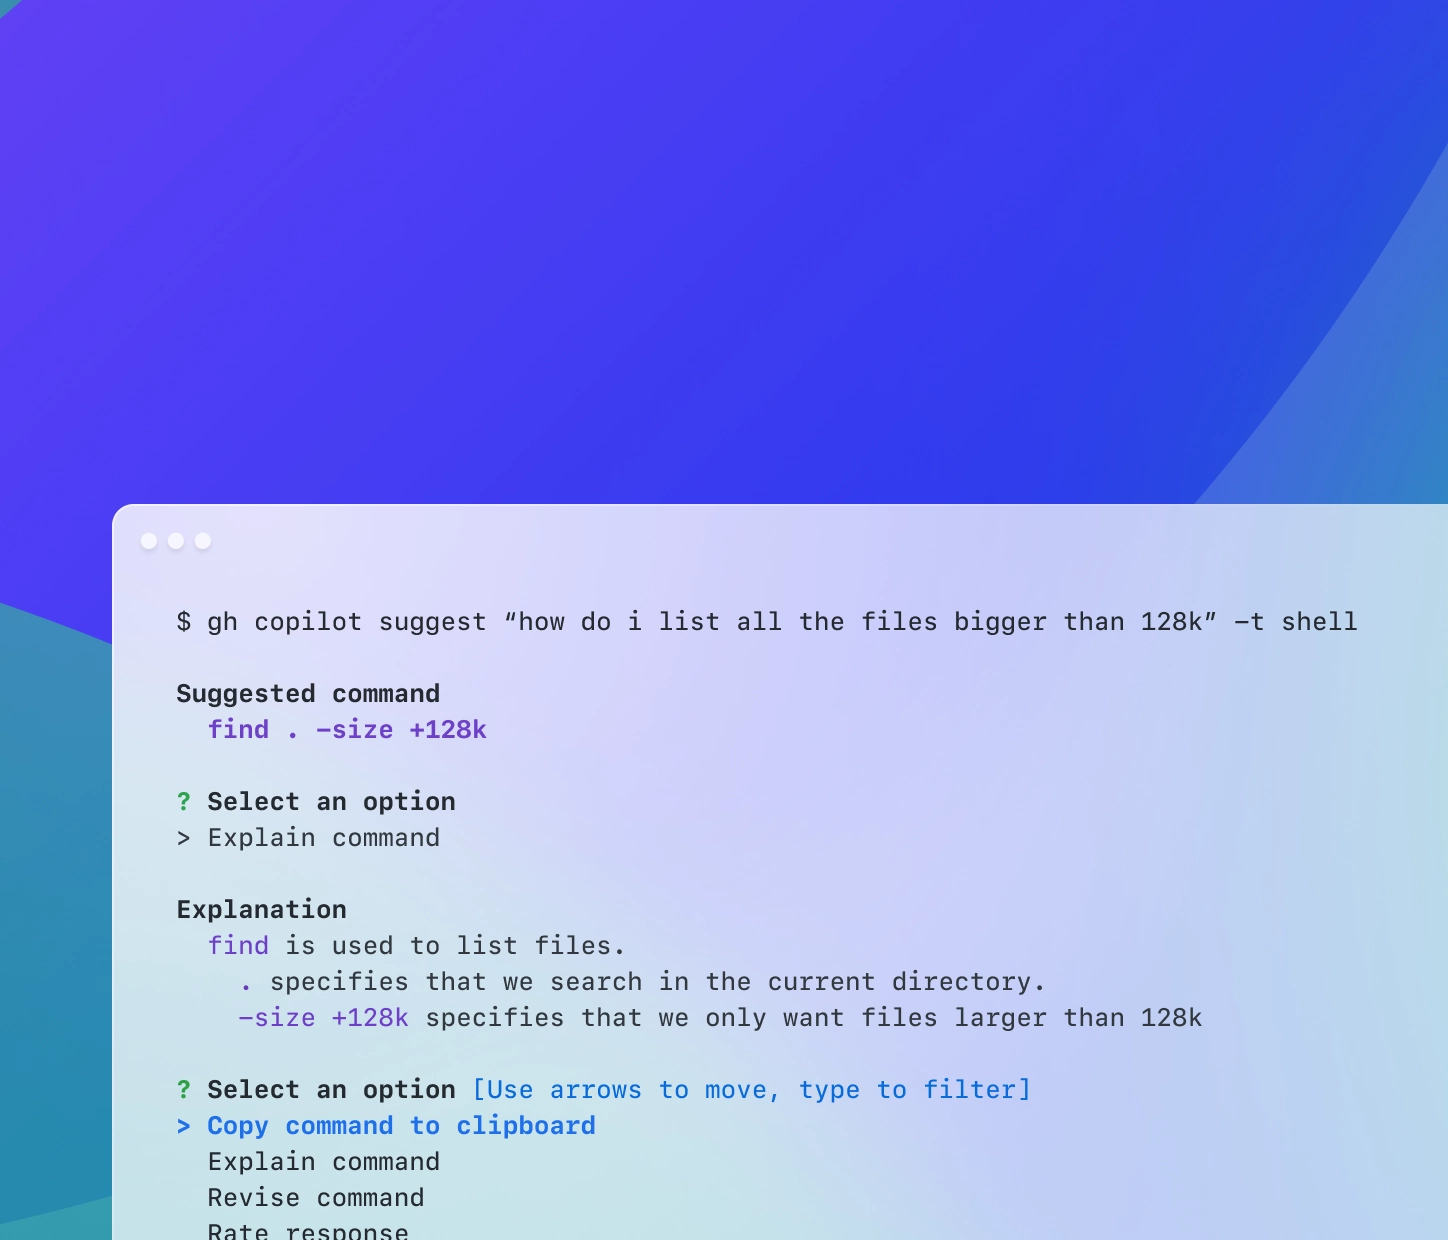 $ gh copilot suggest “how do i list all the files bigger than 128k” –t shell
Suggested command
find . –size +128k
? Select an option
> Explain command
Explanation
find is used to list files.
. specifies that we search in the current directory.
–size +128k specifies that we only want files larger than 128k
? Select an option [Use arrows to move, type to filter]
> Copy command to clipboard
Explain command
Revise command
Rate response